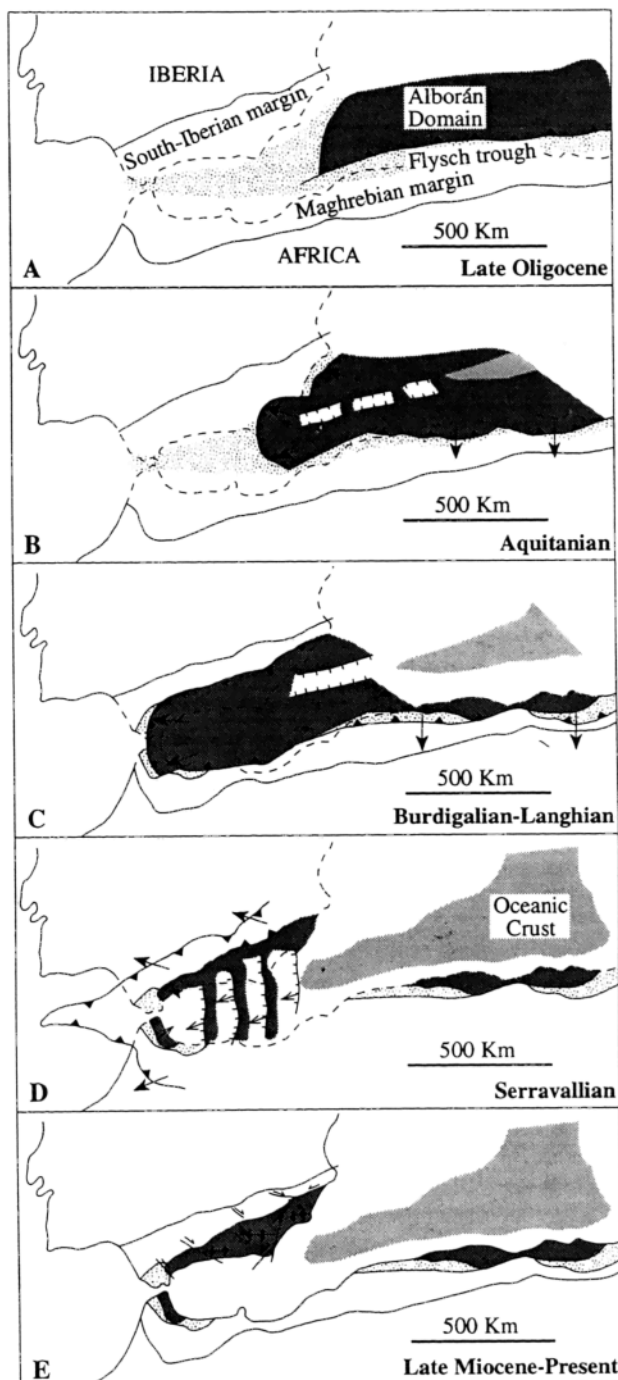 IBERIA
South-Iberian margin
Alborán
Domain
Flysch trough
Maghrebian margin
500 Km
AFRICA
A
Late Oligocene
500 Km
B
Aquitanian
500 Km
C
Burdigalian-Langhian
Oceanic
Crust
500 Km
D
Serravallian
500 Km
E
Late Miocene-Present